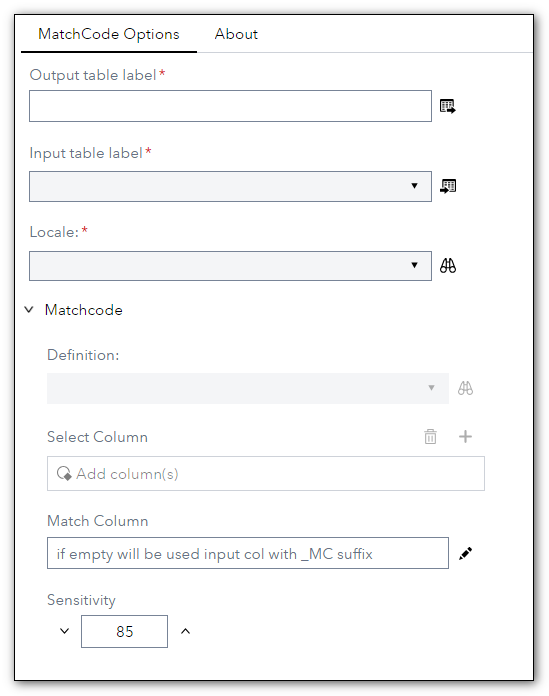 MatchCode Options About
Output table label*
Input table label*
Locale:*
Matchcode
Definition:
Select Column
Add column(s)
Match Column
if empty will be used input col with _MC suffix
Sensitivity
85